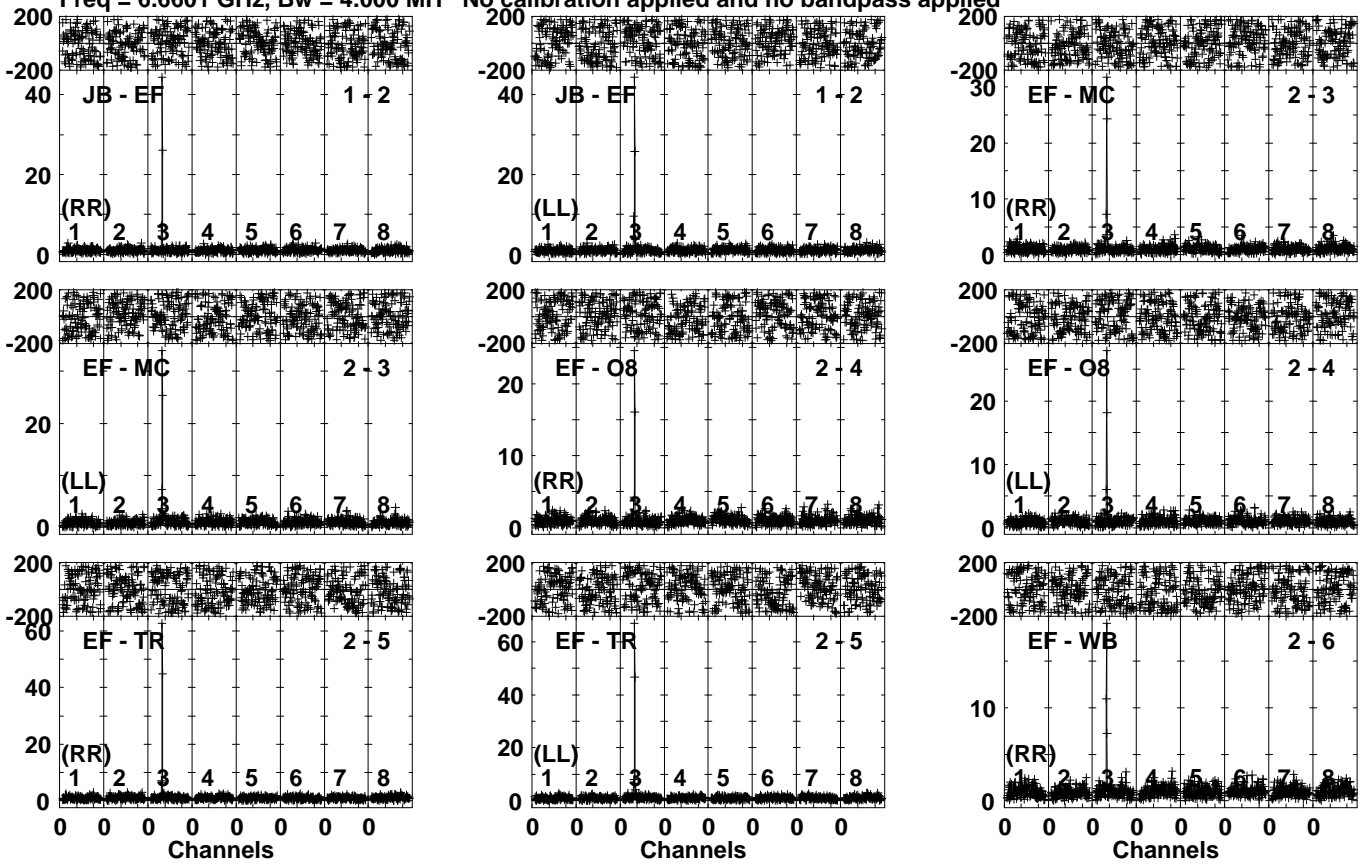 Freq = 6.6601 GHz, Bw = 4.000 MH No calibration applied and no bandpass applied
200 200 200
-200 -200 -200
40 JB - EF 1 - 2 40 JB - EF 1 - 2 30 EF - MC 2 - 3
20 20 20
10
(RR) (LL) (RR)
1 2 3 4 5 6 7 8 1 2 3 4 5 6 7 8 1 2 3 4 5 6 7 8
0 0 0
200 200 200
-200 -200 -200
EF - MC 2 - 3 EF - O8 2 - 4 EF - O8 2 - 4
20 20 20
10 10
(LL) (RR) (LL)
1 2 3 4 5 6 7 8 1 2 3 4 5 6 7 8 1 2 3 4 5 6 7 8
0 0 0
200 200 200
-200 -200 -200
60 EF - TR 2 - 5 60 EF - TR 2 - 5 EF - WB 2 - 6
40 40 10
20 20
(RR) (LL) (RR)
1 2 3 4 5 6 7 8 1 2 3 4 5 6 7 8 1 2 3 4 5 6 7 8
0 0 0
0 0 0 0 0 0 0 0 0 0 0 0 0 0 0 0 0 0 0 0 0 0 0 0
Channels Channels Channels